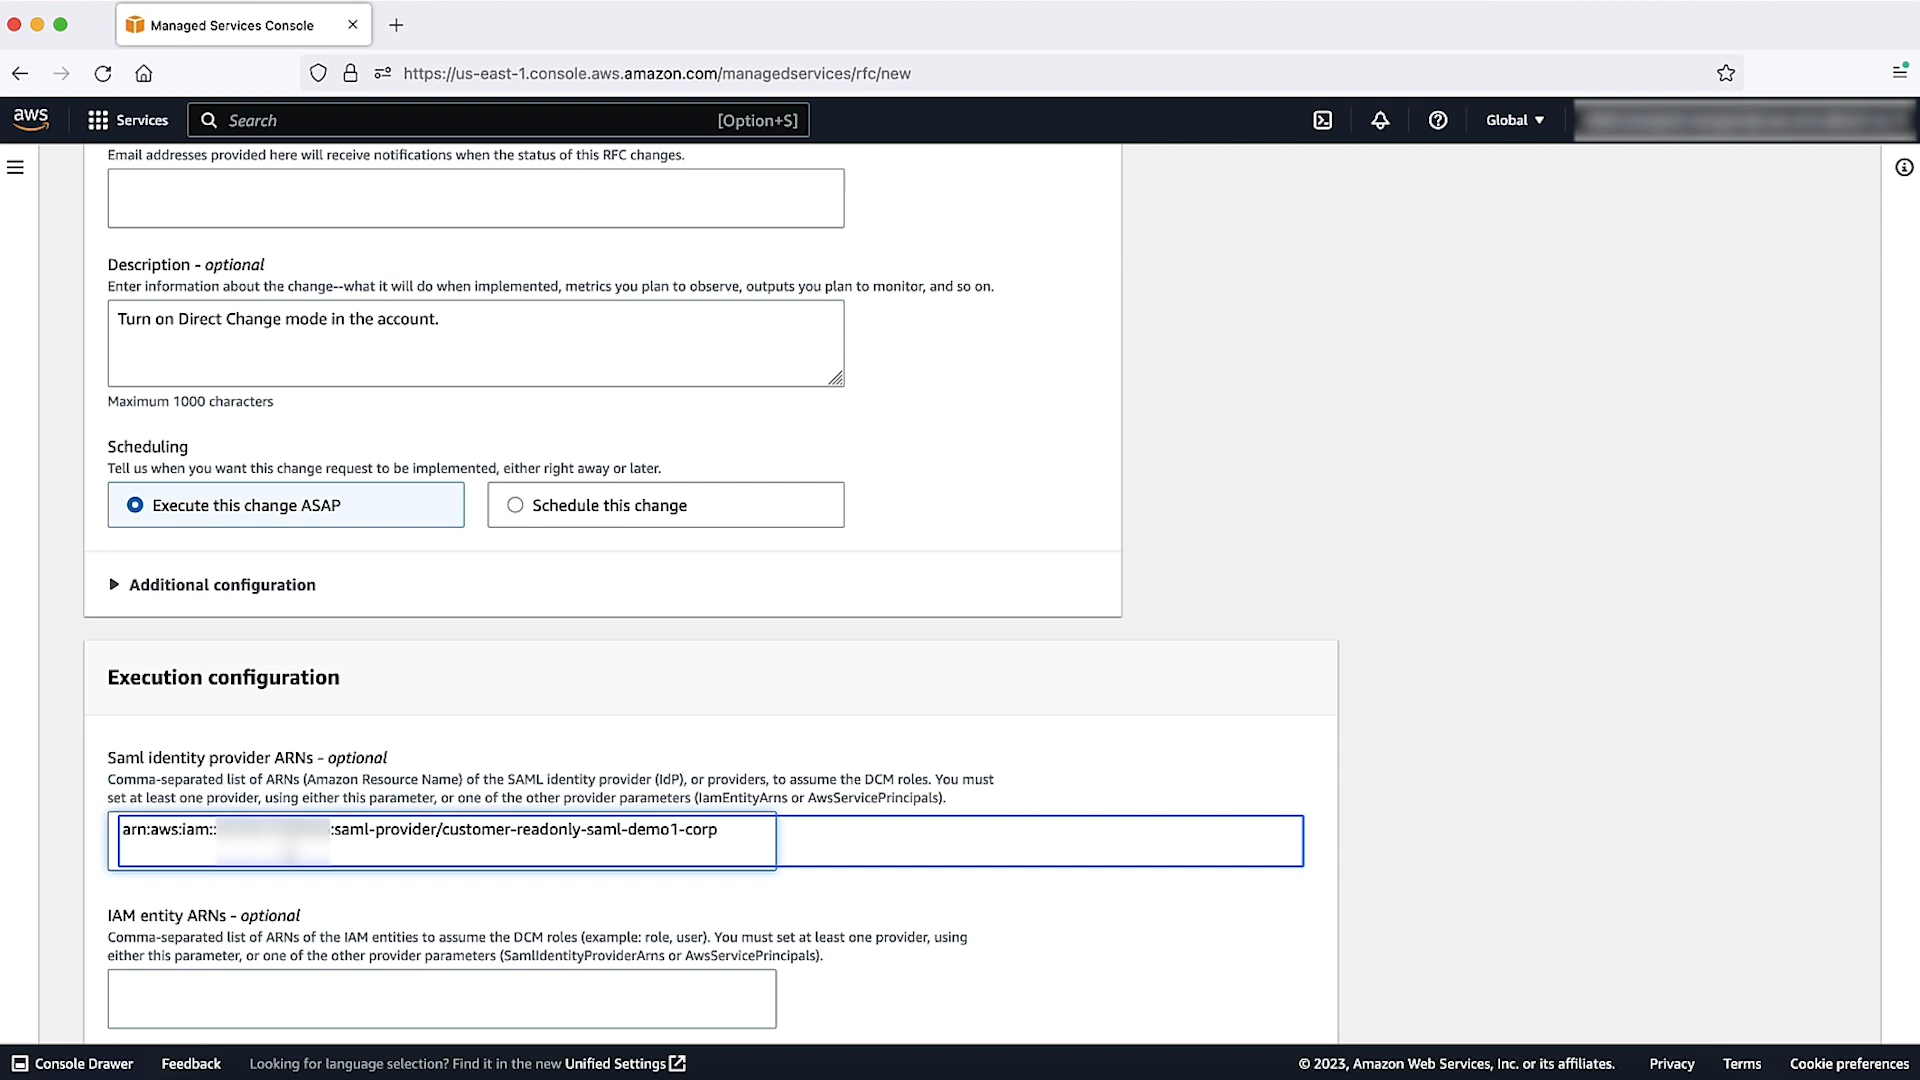 Managed Services Console
https://us-east-1.console.aws.amazon.com/managedservices/rfc/new
aws
Services
Search
[Option+S]
Global
Email addresses provided here will receive notifications when the status of this RFC changes.
Description - optional
Enter information about the change--what it will do when implemented, metrics you plan to observe, outputs you plan to monitor, and so on.
Turn on Direct Change mode in the account.
Maximum 1000 characters
Scheduling
Tell us when you want this change request to be implemented, either right away or later.
Execute this change ASAP
Schedule this change
Additional configuration
Execution configuration
Saml identity provider ARNs - optional
Comma-separated list of ARNs (Amazon Resource Name) of the SAML identity provider (IdP), or providers, to assume the DCM roles. You must
set at least one provider, using either this parameter, or one of the other provider parameters (IamEntityArns or AwsServicePrincipals).
arn:aws:iam:: :saml-provider/customer-readonly-saml-demo1-corp
IAM entity ARNs - optional
Comma-separated list of ARNs of the IAM entities to assume the DCM roles (example: role, user). You must set at least one provider, using
either this parameter, or one of the other provider parameters (SamlIdentityProviderArns or AwsServicePrincipals).
Console Drawer
Feedback
Looking for language selection? Find it in the new Unified Settings
© 2023, Amazon Web Services, Inc. or its affiliates.
Privacy
Terms
Cookie preferences